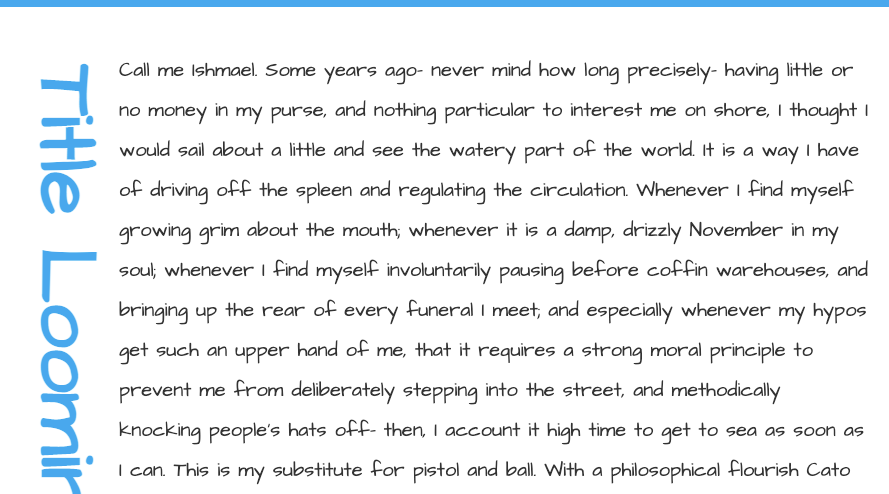 Title
Call me Ishmael. Some years ago- never mind how long precisely- having little or
no money in my purse, and nothing particular to interest me on shore, I thought I
would sail about a little and see the watery part of the world. It is a way I have
of driving off the spleen and regulating the circulation. Whenever I find myself
growing grim about the mouth; whenever it is a damp, drizzly November in my
soul; whenever I find myself involuntarily pausing before coffin warehouses, and
bringing up the rear of every funeral I meet; and especially whenever my hypos
get such an upper hand of me, that it requires a strong moral principle to
prevent me from deliberately stepping into the street, and methodically
knocking people's hats off- then, I account it high time to get to sea as soon as
I can. This is my substitute for pistol and ball. With a philosophical flourish Cato